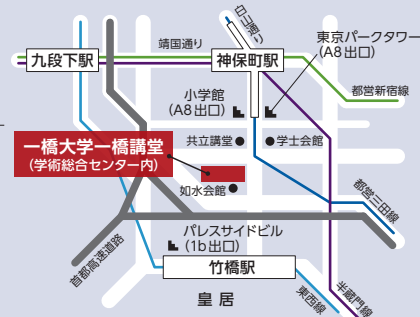 白山通り
靖国通り
東京パークタワー
(A8出口)
九段下駅
神保町駅
小学館
(A8出口)
都営新宿線
一橋大学一橋講堂
(学術総合センター内)
共立講堂
学士会館
如水会館
都営三田線
パレスサイドビル
(1b出口)
首都高速道路
竹橋駅
皇居
東西線
半蔵門線